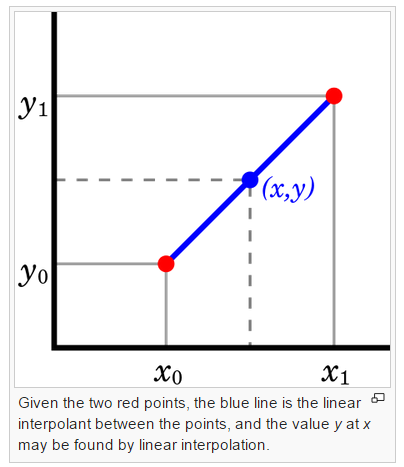 y1
(x,y)
y0
x0 x1
Given the two red points, the blue line is the linear
interpolant between the points, and the value y at x
may be found by linear interpolation.